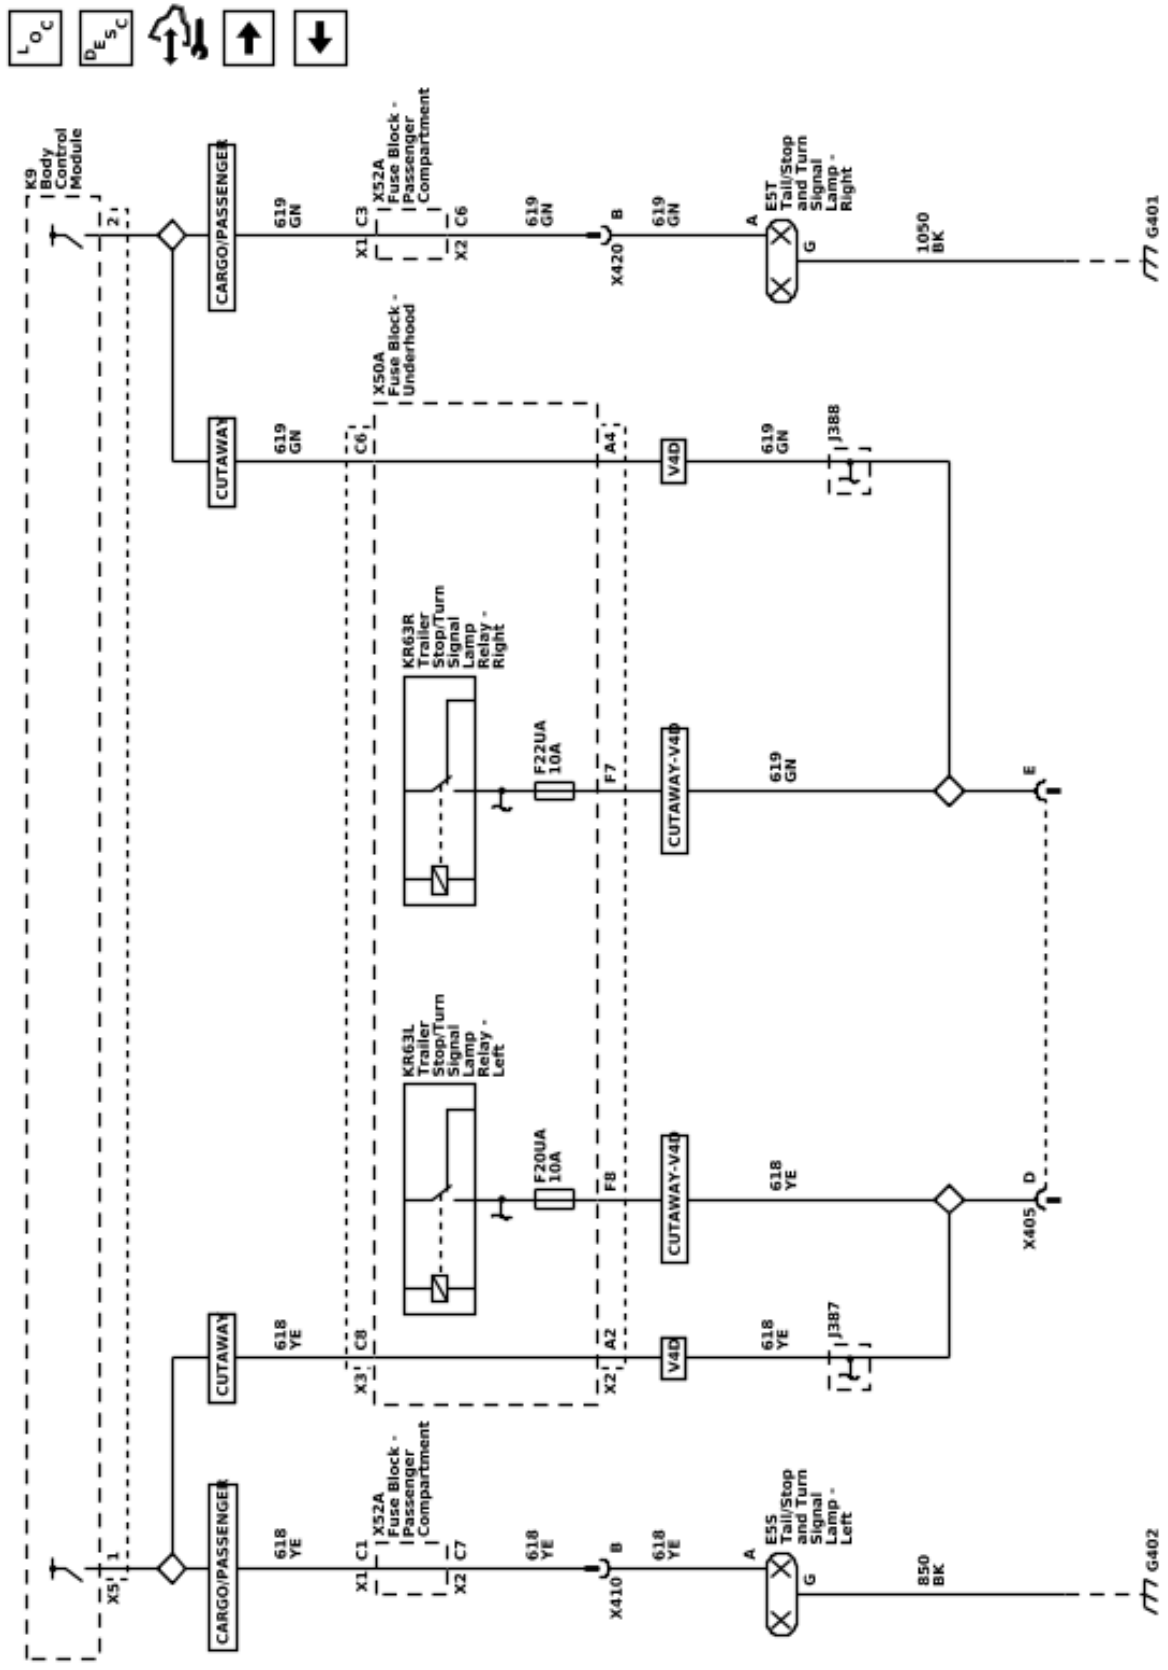 LOC
DESC
K9
Body
Control
Module
X5
1
2
CARGO/PASSENGER
CUTAWAY
CUTAWAY
CARGO/PASSENGER
618
YE
618
YE
619
GN
619
GN
X1
C1
X52A
Fuse Block -
Passenger
Compartment
X2
C7
X3
C8
C6
X50A
Fuse Block -
Underhood
X1
C3
X52A
Fuse Block -
Passenger
Compartment
X2
C6
KR63L
Trailer
Stop/Turn
Signal
Lamp
Relay -
Left
KR63R
Trailer
Stop/Turn
Signal
Lamp
Relay -
Right
F20UA
10A
F22UA
10A
618
YE
619
GN
X2
A2
F8
F7
A4
X410
B
X420
B
V4D
CUTAWAY-V4D
CUTAWAY-V4D
V4D
618
YE
618
YE
618
YE
619
GN
619
GN
619
GN
A
E5S
Tail/Stop
and Turn
Signal
Lamp -
Left
G
J387
J388
A
E5T
Tail/Stop
and Turn
Signal
Lamp -
Right
G
850
BK
1050
BK
X405
D
E
G402
G401